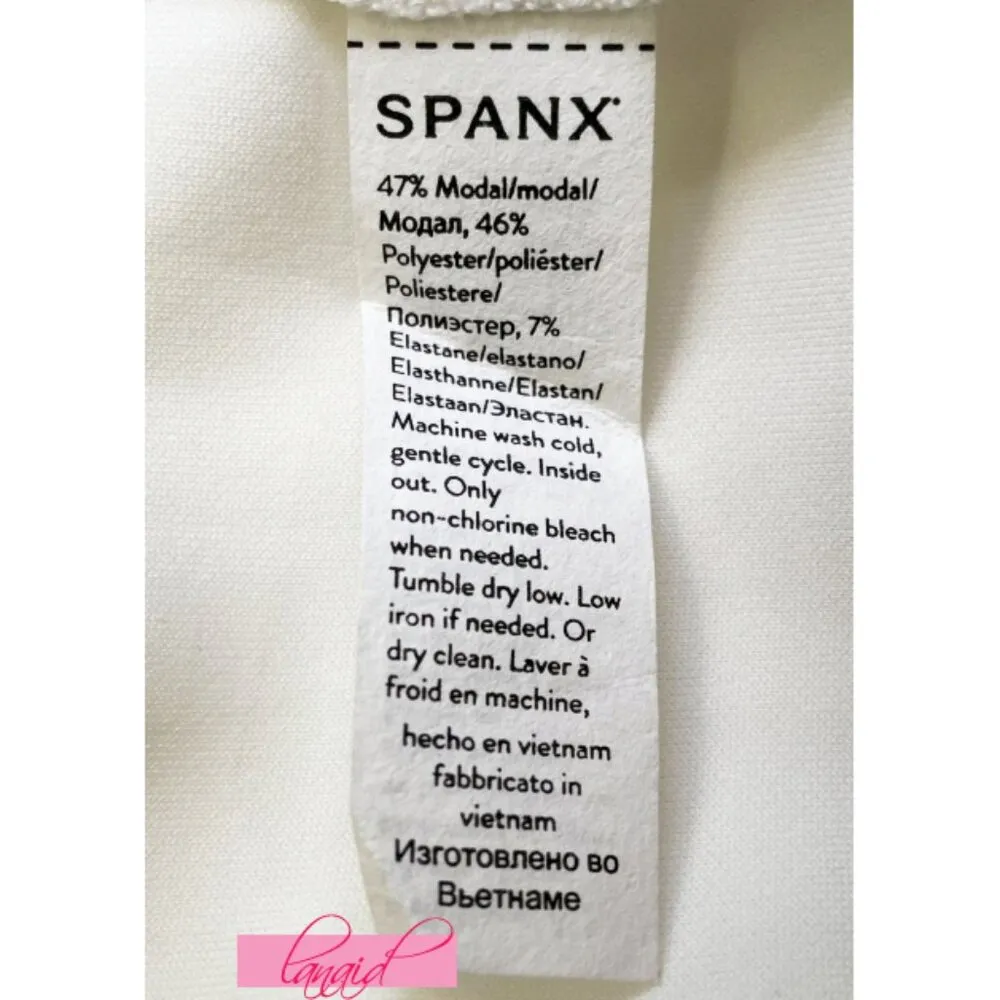 SPANX
47% Modal/modal/
Модал, 46%
Polyester/poliéster/
Poliestere/
Полиэстер, 7%
Elastane/elastano/
Elasthanne/Elastan/
Elastaan/Эластан.
Machine wash cold,
gentle cycle. Inside
out. Only
non-chlorine bleach
when needed.
Tumble dry low. Low
iron if needed. Or
dry clean. Laver à
froid en machine,
hecho en vietnam
fabbricato in
vietnam
Изготовлено во
Вьетнаме
lanaid